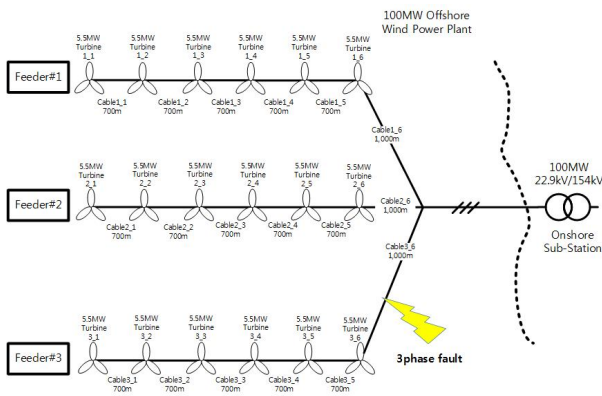 100MW Offshore
Wind Power Plant
5.5MW
Turbine
1_1
5.5MW
Turbine
1_2
5.5MW
Turbine
1_3
5.5MW
Turbine
1_4
5.5MW
Turbine
1_5
5.5MW
Turbine
1_6
Feeder#1
Cable1_1
700m
Cable1_2
700m
Cable1_3
700m
Cable1_4
700m
Cable1_5
700m
Cable1_6
1,000m
5.5MW
Turbine
2_1
5.5MW
Turbine
2_2
5.5MW
Turbine
2_3
5.5MW
Turbine
2_4
5.5MW
Turbine
2_5
5.5MW
Turbine
2_6
Feeder#2
Cable2_1
700m
Cable2_2
700m
Cable2_3
700m
Cable2_4
700m
Cable2_5
700m
Cable2_6
1,000m
100MW
22.9kV/154kV
Onshore
Sub-Station
Cable3_6
1,000m
5.5MW
Turbine
3_1
5.5MW
Turbine
3_2
5.5MW
Turbine
3_3
5.5MW
Turbine
3_4
5.5MW
Turbine
3_5
5.5MW
Turbine
3_6
Feeder#3
Cable3_1
700m
Cable3_2
700m
Cable3_3
700m
Cable3_4
700m
Cable3_5
700m
3phase fault